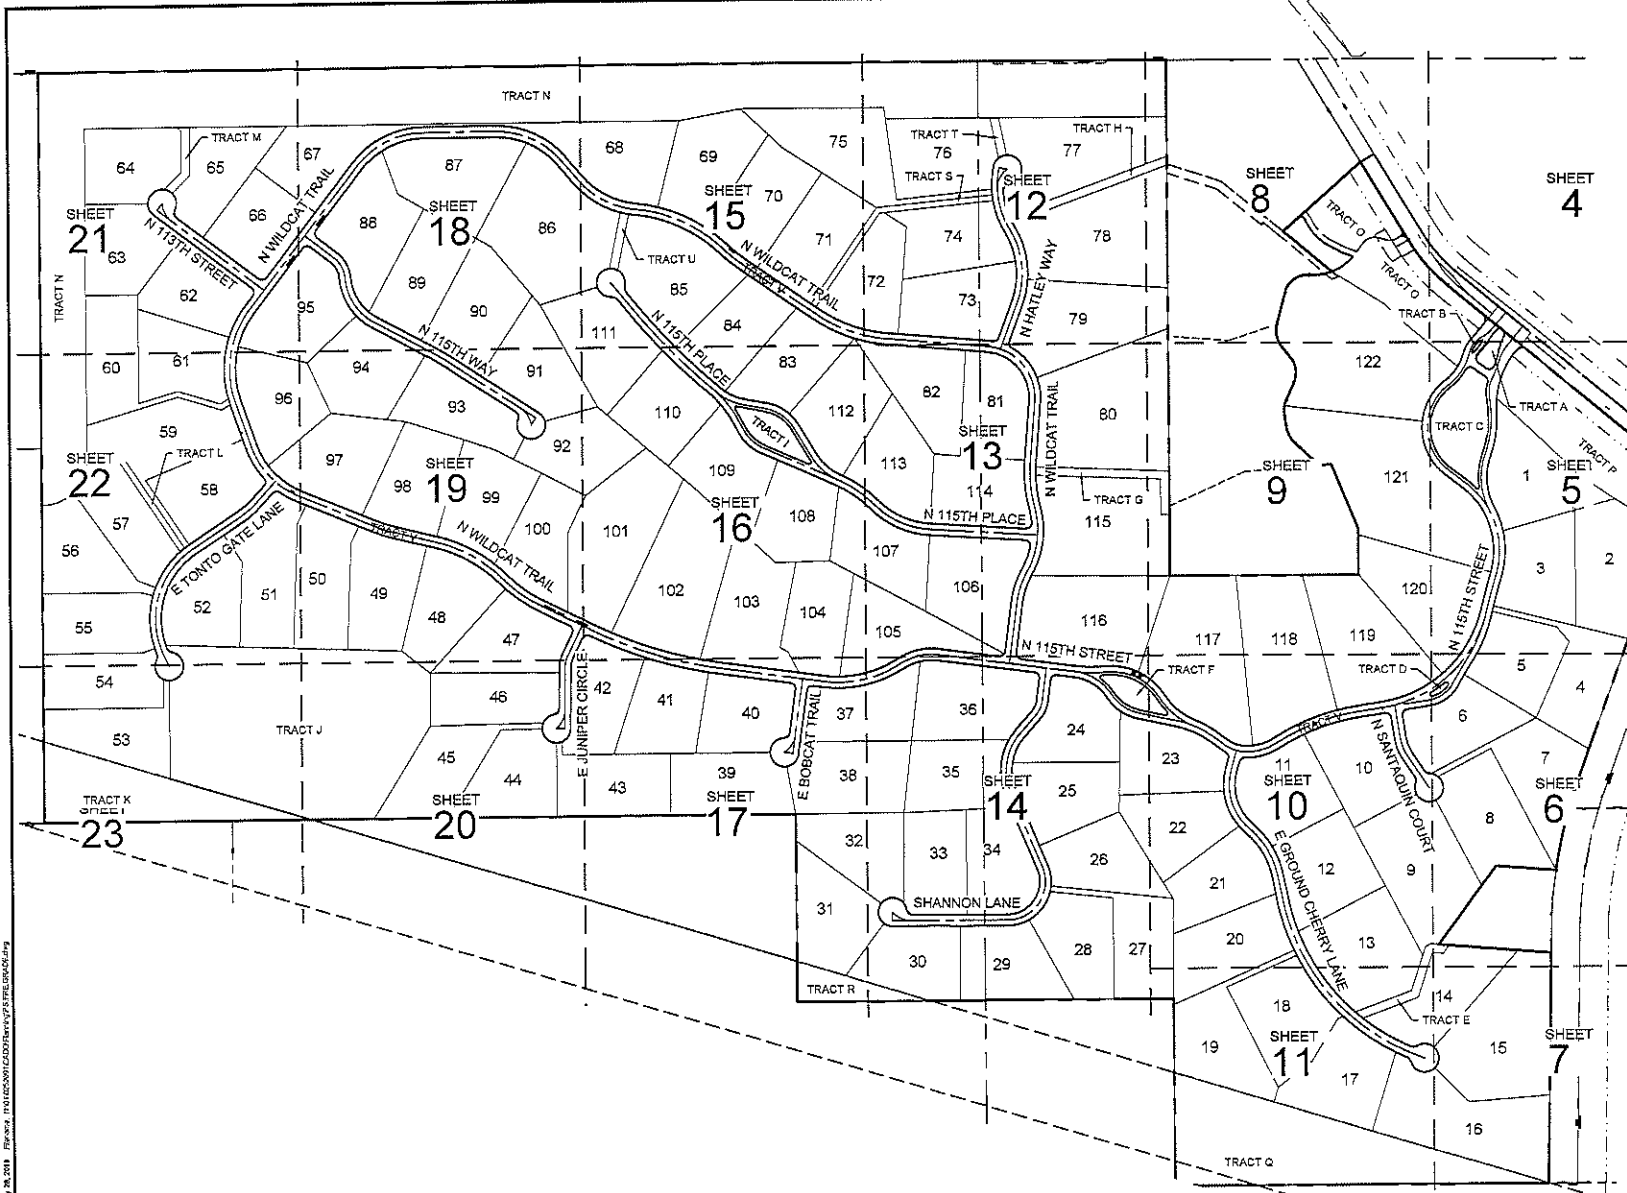 TRACT N
TRACT M
TRACT T
TRACT H
64
65
67
87
68
69
75
76
77
TRACT S
SHEET
12
SHEET
8
SHEET
4
SHEET
21
66
N WILDCAT TRAIL
88
SHEET
18
86
SHEET
15
70
71
74
78
TRACT O
N 113TH STREET
63
TRACT N
62
95
89
90
TRACT U
85
N WILDCAT TRAIL
TRACT V
72
73
N HATLEY WAY
79
TRACT O
TRACT B
111
84
83
N 115TH PLACE
N 115TH WAY
60
61
94
91
82
81
122
96
93
110
112
80
TRACT A
TRACT C
TRACT I
N WILDCAT TRAIL
59
92
SHEET
13
TRACT P
SHEET
22
TRACT L
58
97
98
SHEET
19
99
109
113
114
TRACT G
SHEET
9
121
1
SHEET
5
57
100
101
SHEET
16
108
N 115TH PLACE
115
56
E TONTO GATE LANE
TRACT V
N WILDCAT TRAIL
107
2
3
52
51
50
49
48
102
103
104
106
120
N 115TH STREET
55
47
105
116
117
118
119
N 115TH STREET
TRACT F
TRACT D
5
4
54
46
E JUNIPER CIRCLE
42
41
40
E BOBCAT TRAIL
37
36
24
TRACT V
6
53
TRACT J
45
44
43
39
38
35
23
11
10
N SANTAQUIN COURT
7
TRACT K
SHEET
23
SHEET
20
SHEET
17
SHEET
14
25
SHEET
10
SHEET
6
32
33
34
26
22
E GROUND CHERRY LANE
12
9
8
31
SHANNON LANE
21
20
13
30
29
28
27
TRACT R
18
14
TRACT E
19
SHEET
11
17
15
SHEET
7
16
TRACT Q